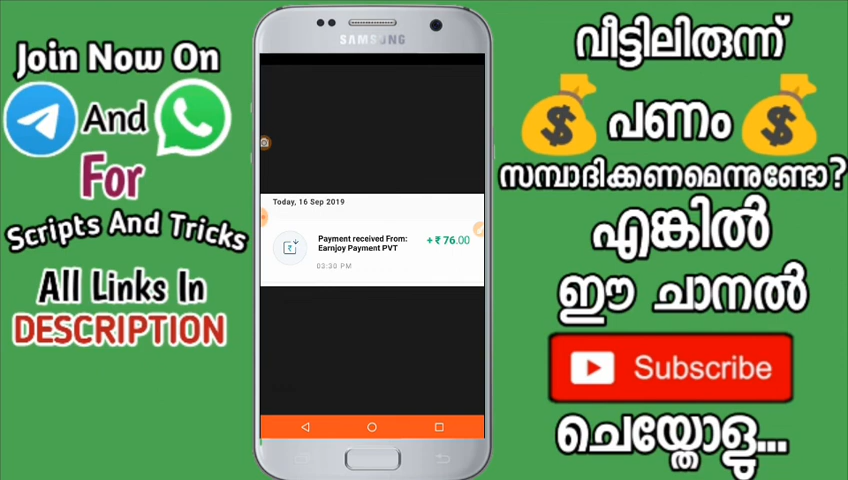 Join Now On
And
For
Scripts And Tricks
All Links In
DESCRIPTION
SAMSUNG
Today, 16 Sep 2019
Payment received From:
Earnjoy Payment PVT
+ ₹ 76.00
03:30 PM
വീട്ടിലിരുന്ന്
പണം
സമ്പാദിക്കണമെന്നുണ്ടോ?
എങ്കിൽ
ഈ ചാനൽ
Subscribe
ചെയ്തോളൂ...